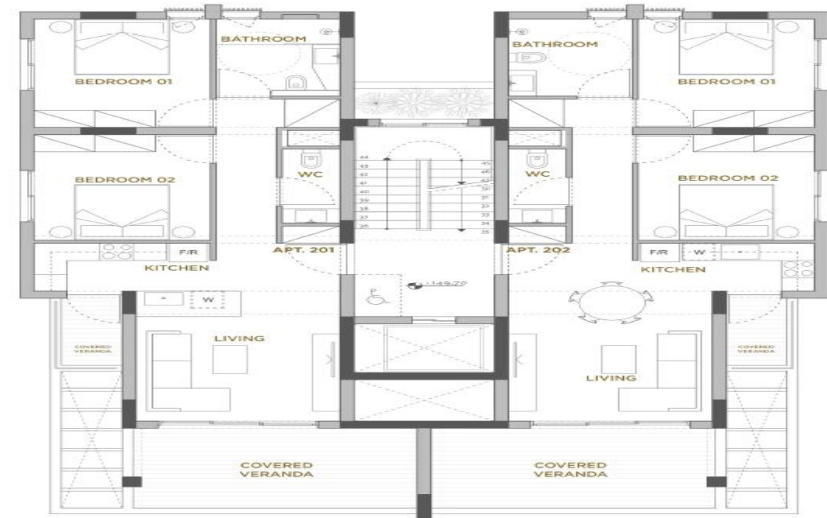 BATHROOM
BATHROOM
BEDROOM 01
BEDROOM 01
BEDROOM 02
WC
WC
BEDROOM 02
APT. 201
APT. 202
F/R
KITCHEN
F/R
W
KITCHEN
W
LIVING
LIVING
COVERED
VERANDA
COVERED
VERANDA
COVERED
VERANDA
COVERED
VERANDA